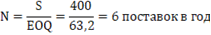 N = S/EOQ = 400/63,2 = 6 поставок в год